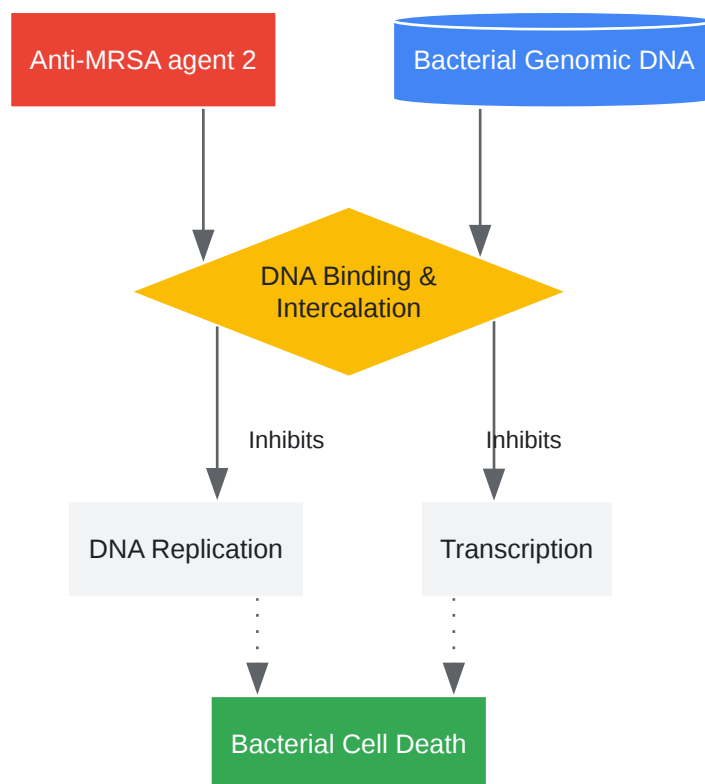 Anti-MRSA agent 2
Bacterial Genomic DNA
DNA Binding &
Intercalation
Inhibits
Inhibits
DNA Replication
Transcription
Bacterial Cell Death